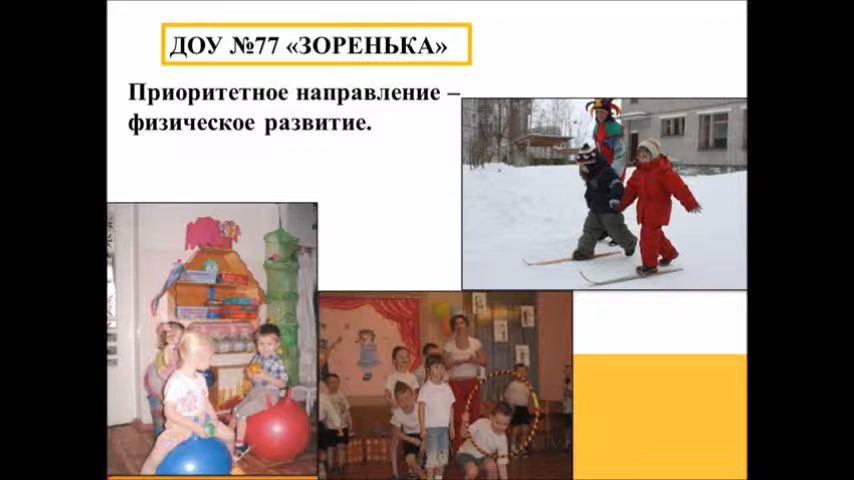 ДОУ №77 «ЗОРЕНЬКА»
Приоритетное направление –
физическое развитие.